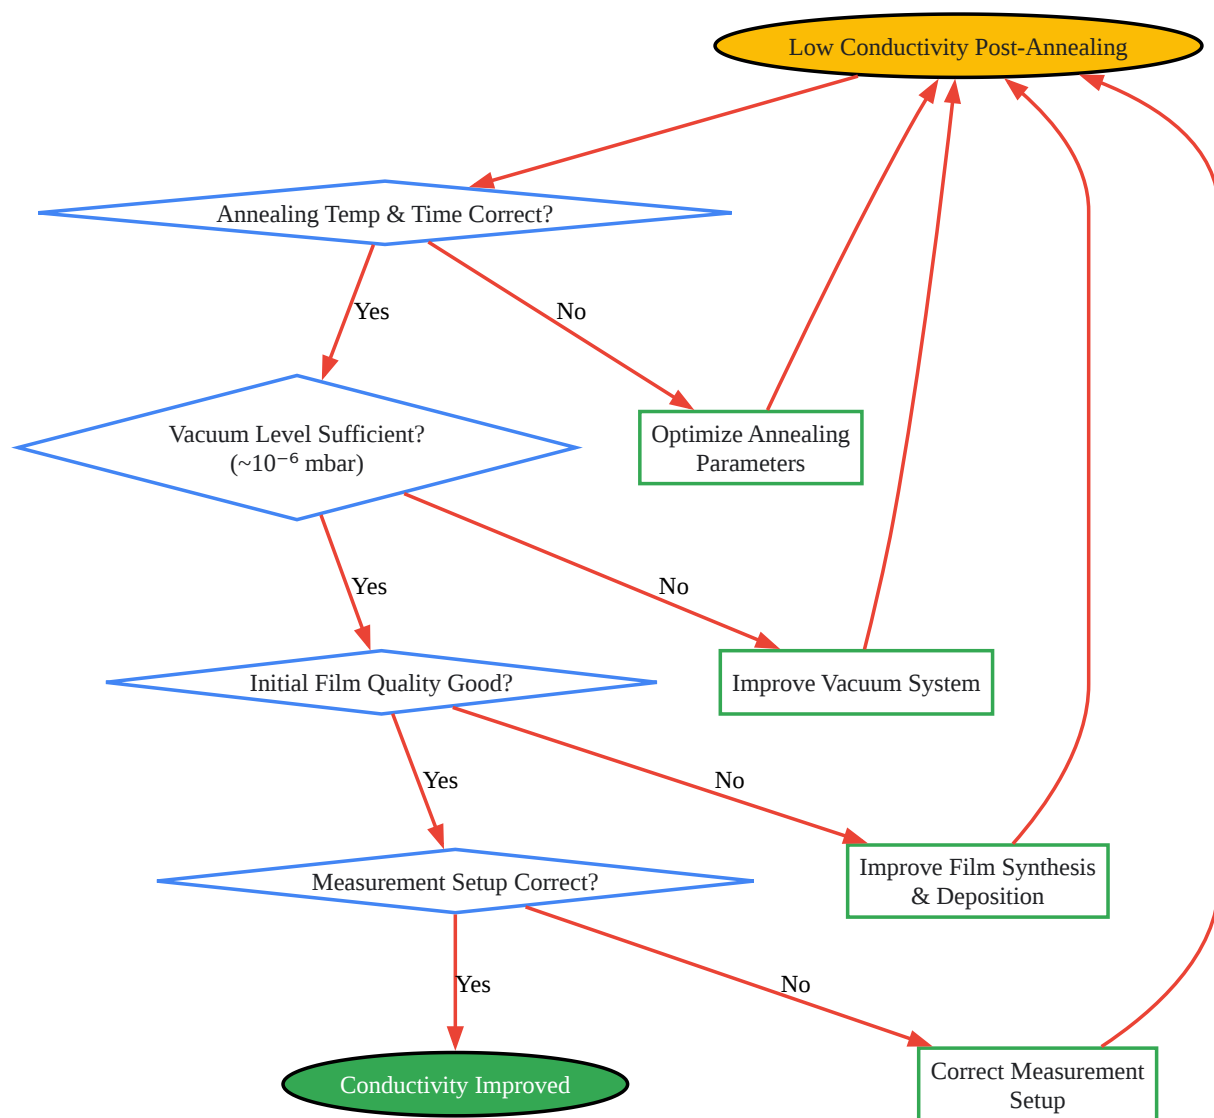 Low Conductivity Post-Annealing
Annealing Temp & Time Correct?
Yes
No
Vacuum Level Sufficient?
(~10⁻⁶ mbar)
Optimize Annealing
Parameters
Yes
No
Initial Film Quality Good?
Improve Vacuum System
Yes
No
Measurement Setup Correct?
Improve Film Synthesis
& Deposition
Yes
No
Conductivity Improved
Correct Measurement
Setup